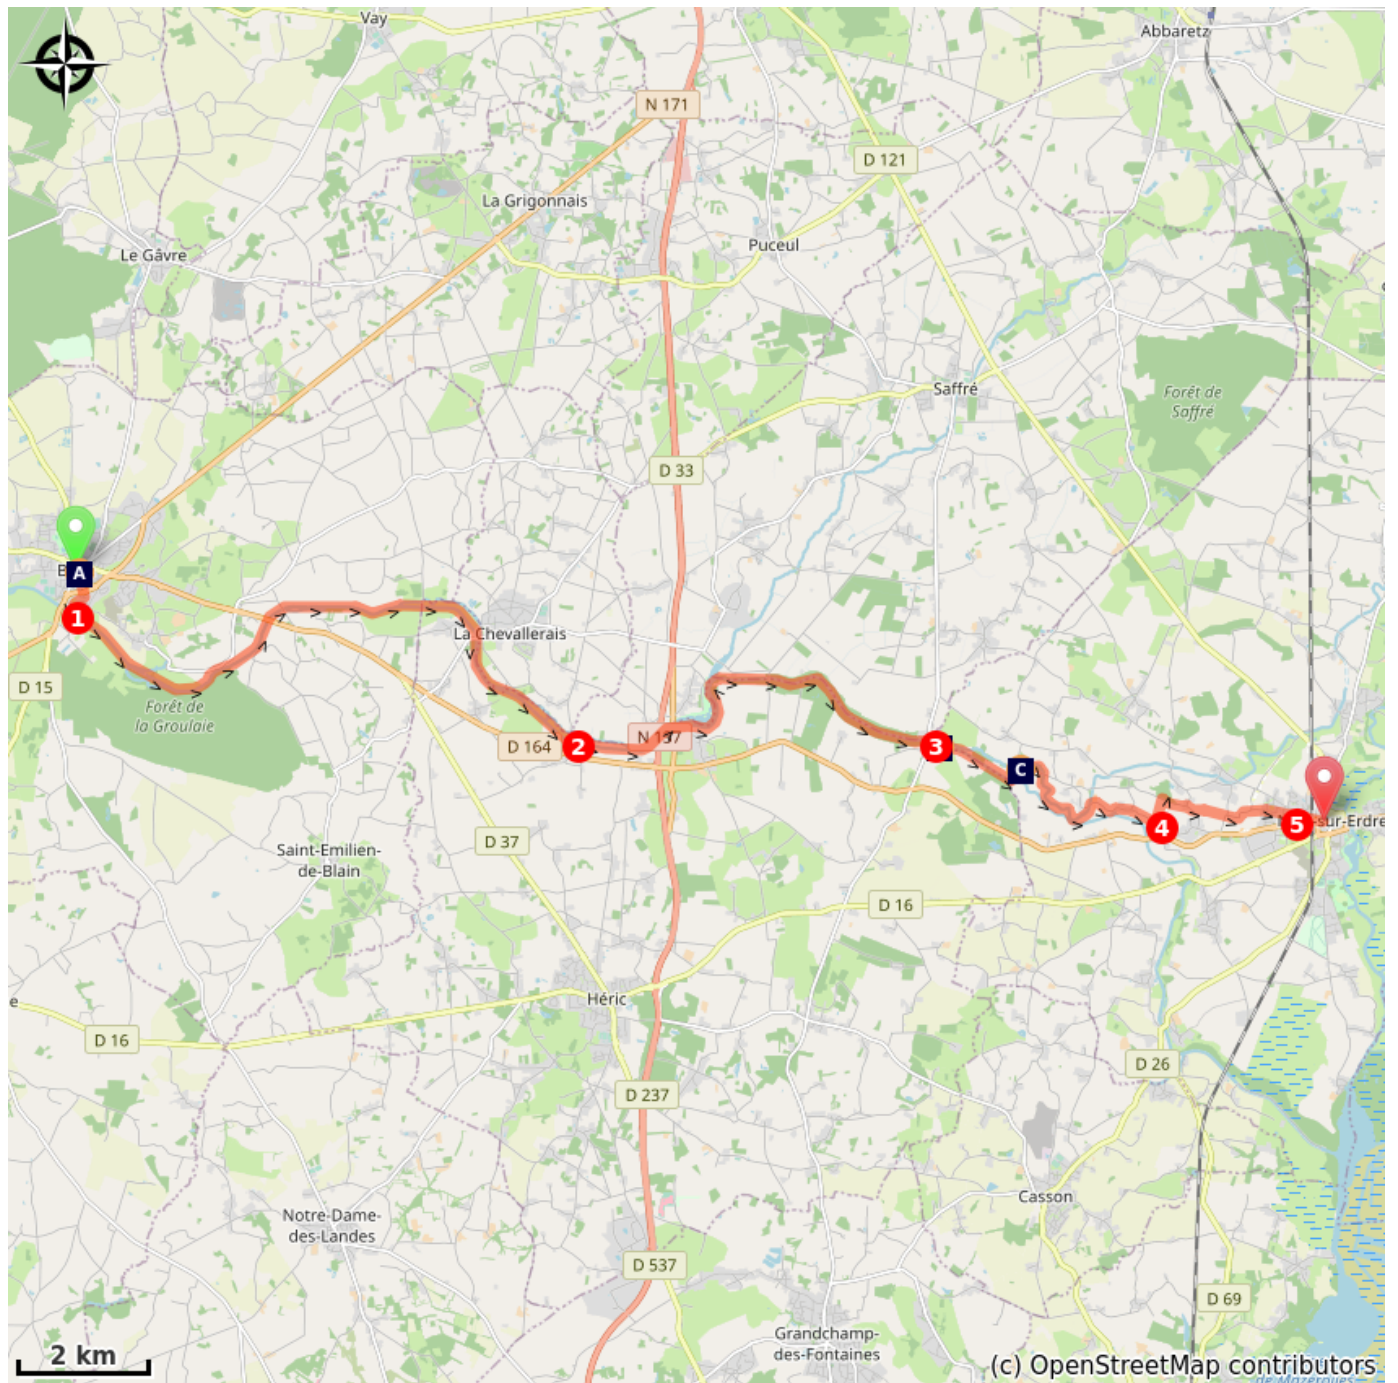 Vay
Abbaretz
N 171
D 121
La Grigonnais
Puceul
Le Gâvre
Saffré
Forêt de
Saffré
D 33
A
1
La Chevallerais
D 15
Forêt de
la Groulaie
D 164
2
N 137
3
C
4
5
-sur-Erdre
D 37
Saint-Emilien-
de-Blain
D 16
Héric
e
D 16
D 26
D 237
Casson
Notre-Dame-
des-Landes
D 537
D 69
Grandchamp-
des-Fontaines
2 km
(c) OpenStreetMap contributors